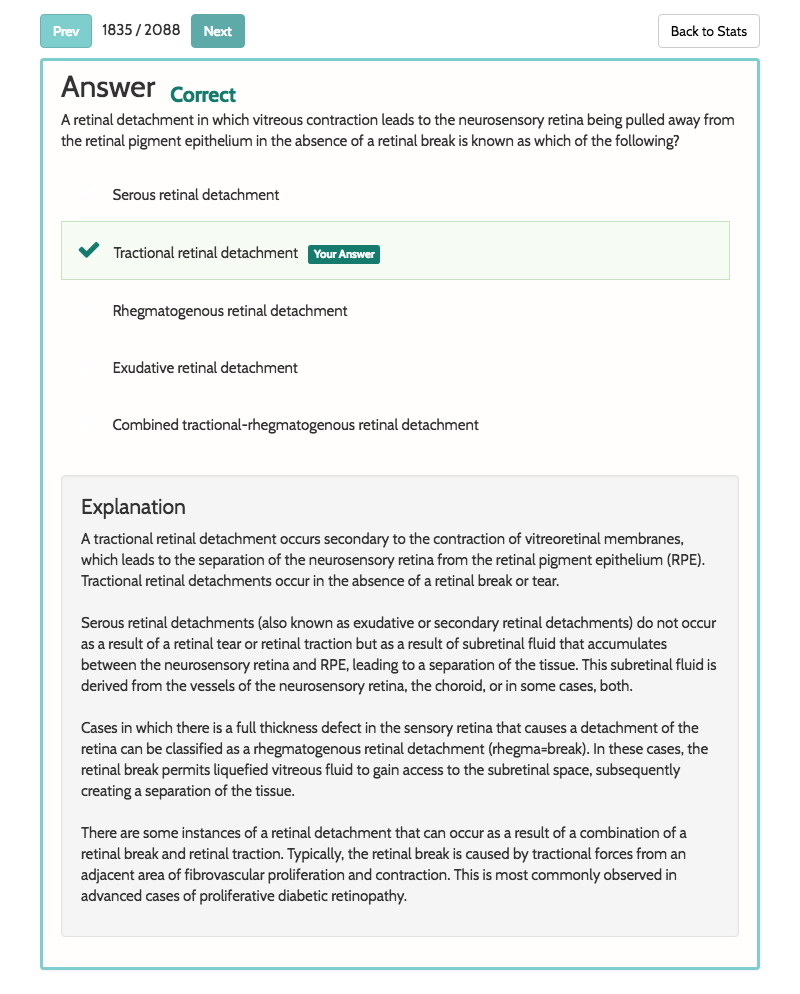 Prev 1835 / 2088 Next Back to Stats
Answer Correct
A retinal detachment in which vitreous contraction leads to the neurosensory retina being pulled away from
the retinal pigment epithelium in the absence of a retinal break is known as which of the following?
Serous retinal detachment
Tractional retinal detachment Your Answer
Rhegmatogenous retinal detachment
Exudative retinal detachment
Combined tractional-rhegmatogenous retinal detachment
Explanation
A tractional retinal detachment occurs secondary to the contraction of vitreoretinal membranes,
which leads to the separation of the neurosensory retina from the retinal pigment epithelium (RPE).
Tractional retinal detachments occur in the absence of a retinal break or tear.
Serous retinal detachments (also known as exudative or secondary retinal detachments) do not occur
as a result of a retinal tear or retinal traction but as a result of subretinal fluid that accumulates
between the neurosensory retina and RPE, leading to a separation of the tissue. This subretinal fluid is
derived from the vessels of the neurosensory retina, the choroid, or in some cases, both.
Cases in which there is a full thickness defect in the sensory retina that causes a detachment of the
retina can be classified as a rhegmatogenous retinal detachment (rhegma=break). In these cases, the
retinal break permits liquefied vitreous fluid to gain access to the subretinal space, subsequently
creating a separation of the tissue.
There are some instances of a retinal detachment that can occur as a result of a combination of a
retinal break and retinal traction. Typically, the retinal break is caused by tractional forces from an
adjacent area of fibrovascular proliferation and contraction. This is most commonly observed in
advanced cases of proliferative diabetic retinopathy.